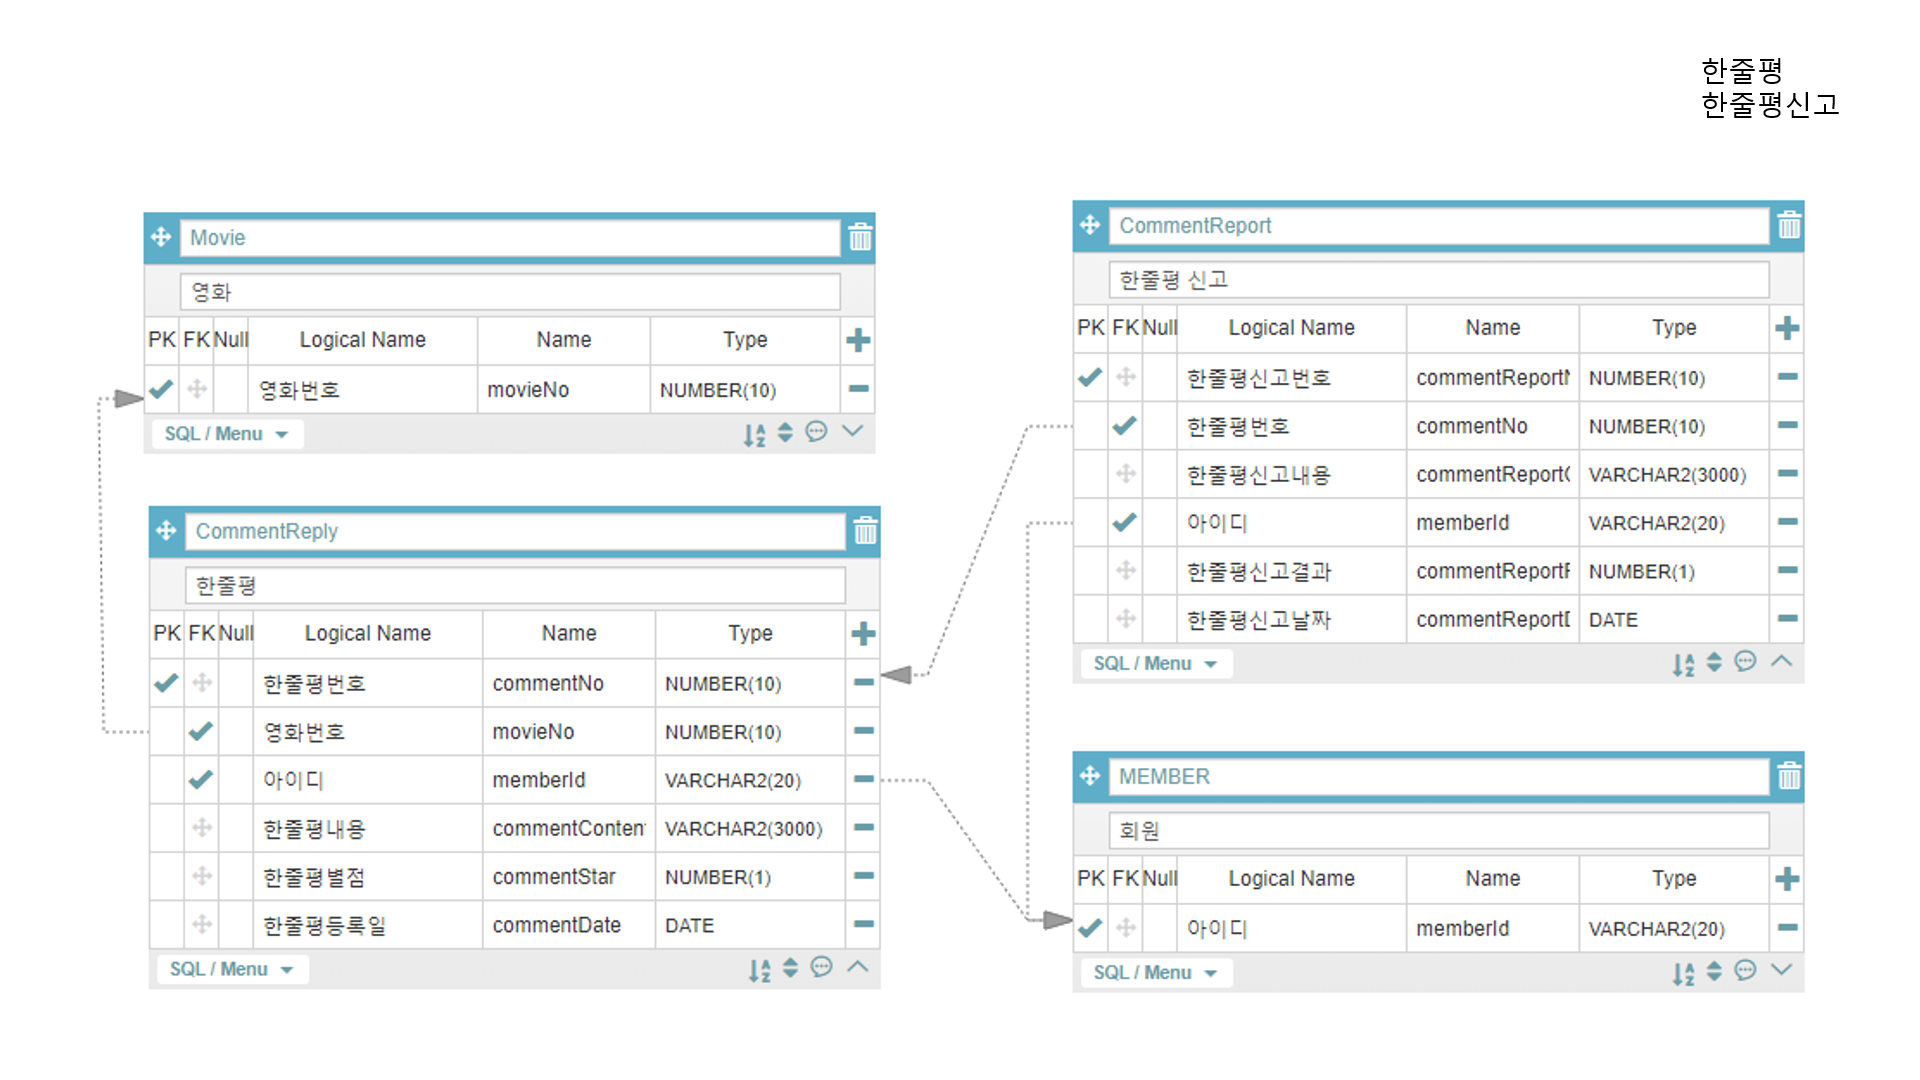 한줄평
한줄평신고
Movie
영화
PK FK Null Logical Name Name Type
영화번호 movieNo NUMBER(10)
SQL / Menu
CommentReply
한줄평
PK FK Null Logical Name Name Type
한줄평번호 commentNo NUMBER(10)
영화번호 movieNo NUMBER(10)
아이디 memberId VARCHAR2(20)
한줄평내용 commentConten VARCHAR2(3000)
한줄평별점 commentStar NUMBER(1)
한줄평등록일 commentDate DATE
SQL / Menu
CommentReport
한줄평 신고
PK FK Null Logical Name Name Type
한줄평신고번호 commentReport NUMBER(10)
한줄평번호 commentNo NUMBER(10)
한줄평신고내용 commentReport VARCHAR2(3000)
아이디 memberId VARCHAR2(20)
한줄평신고결과 commentReport NUMBER(1)
한줄평신고날짜 commentReport DATE
SQL / Menu
MEMBER
회원
PK FK Null Logical Name Name Type
아이디 memberId VARCHAR2(20)
SQL / Menu